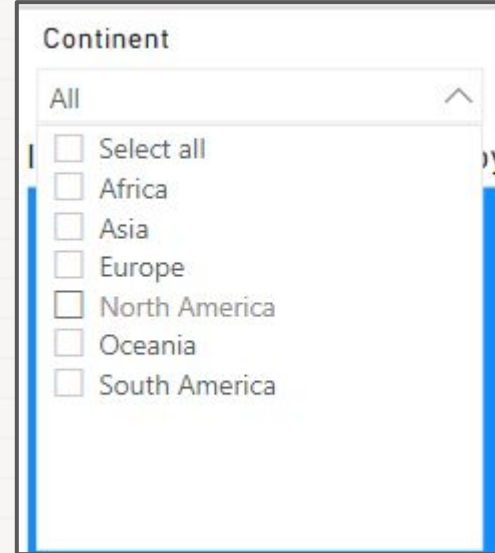 Continent
All
Select all
Africa
Asia
Europe
North America
Oceania
South America